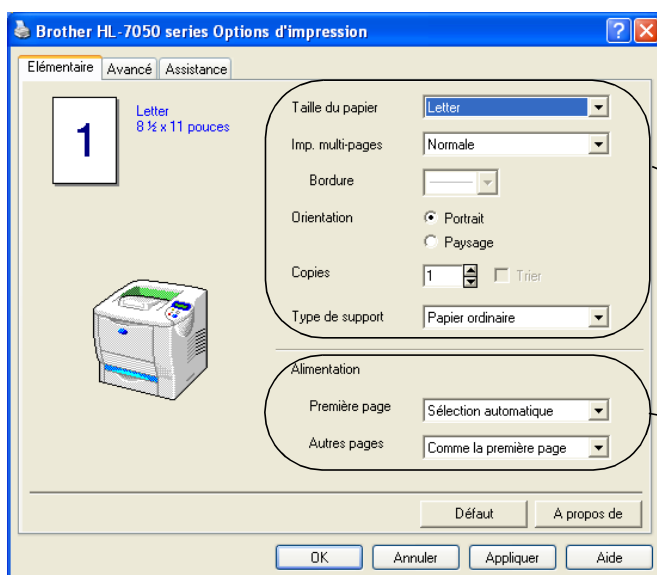 Brother HL-7050 series Options d'impression
Elémentaire Avancé Assistance
1
Letter
8 ½ x 11 pouces
Taille du papier Letter
Imp. multi-pages Normale
Bordure
Orientation Portrait
Paysage
Copies 1 Trier
Type de support Papier ordinaire
Alimentation
Première page Sélection automatique
Autres pages Comme la première page
Défaut A propos de
OK Annuler Appliquer Aide